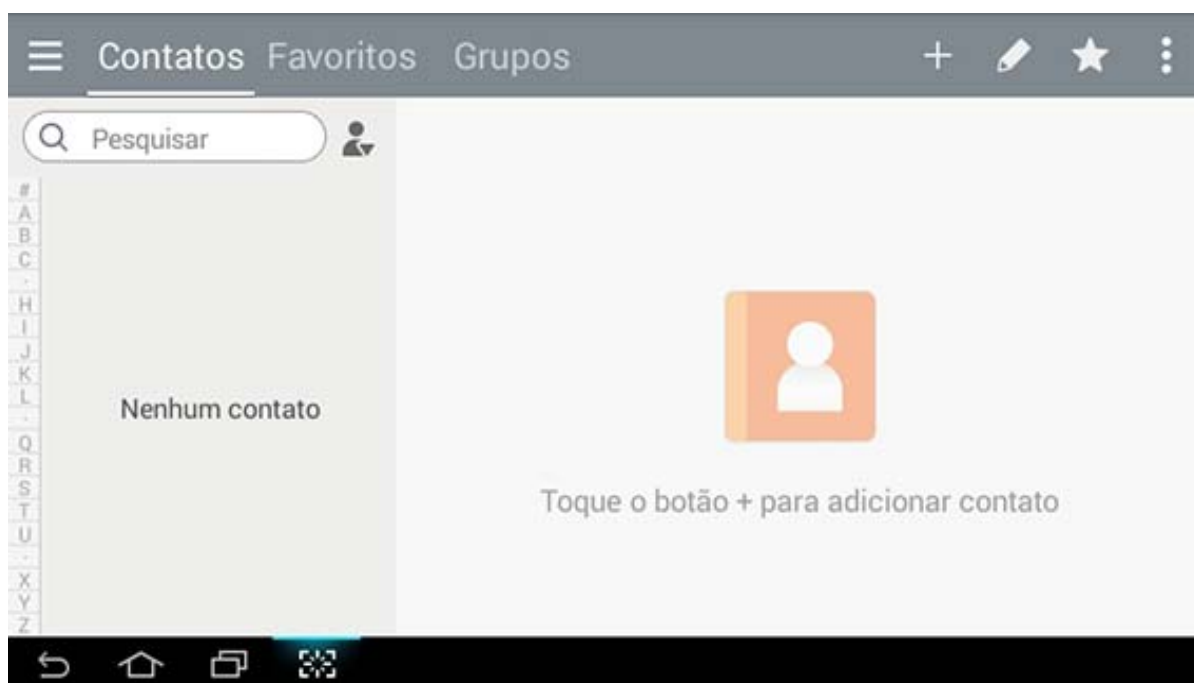 Contatos Favoritos Grupos
Pesquisar
#
A
B
C
·
H
I
J
K
L
·
Q
R
S
T
U
·
X
Y
Z
Nenhum contato
Toque o botão + para adicionar contato